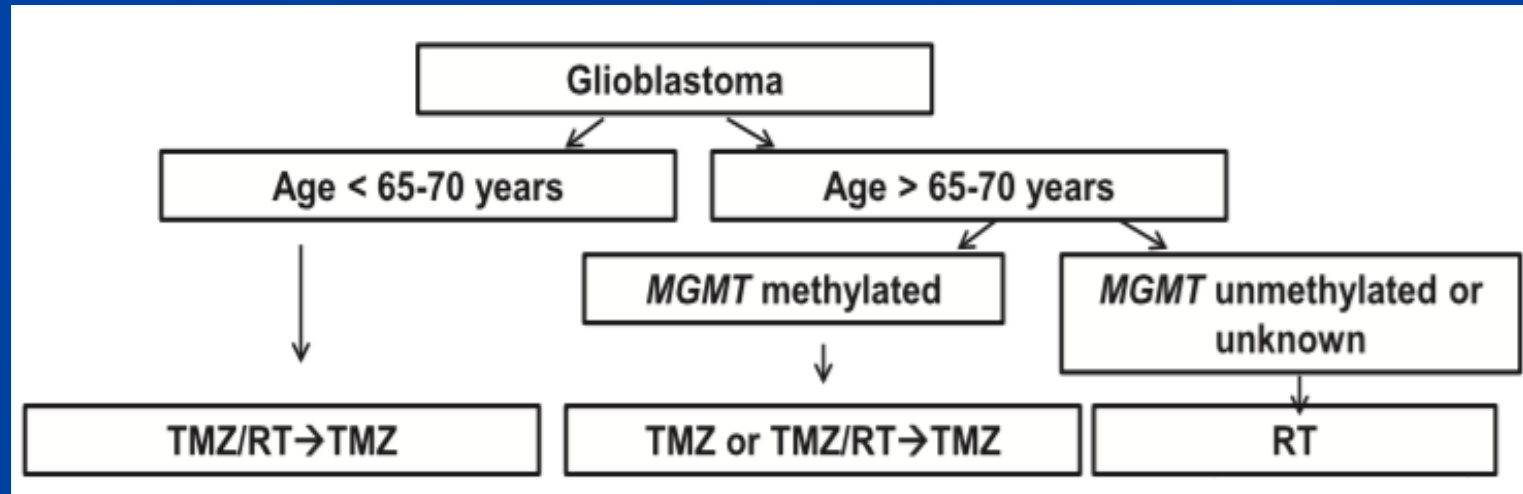 Glioblastoma
Age < 65-70 years
Age > 65-70 years
MGMT methylated
MGMT unmethylated or
unknown
TMZ/RT→TMZ
TMZ or TMZ/RT→TMZ
RT